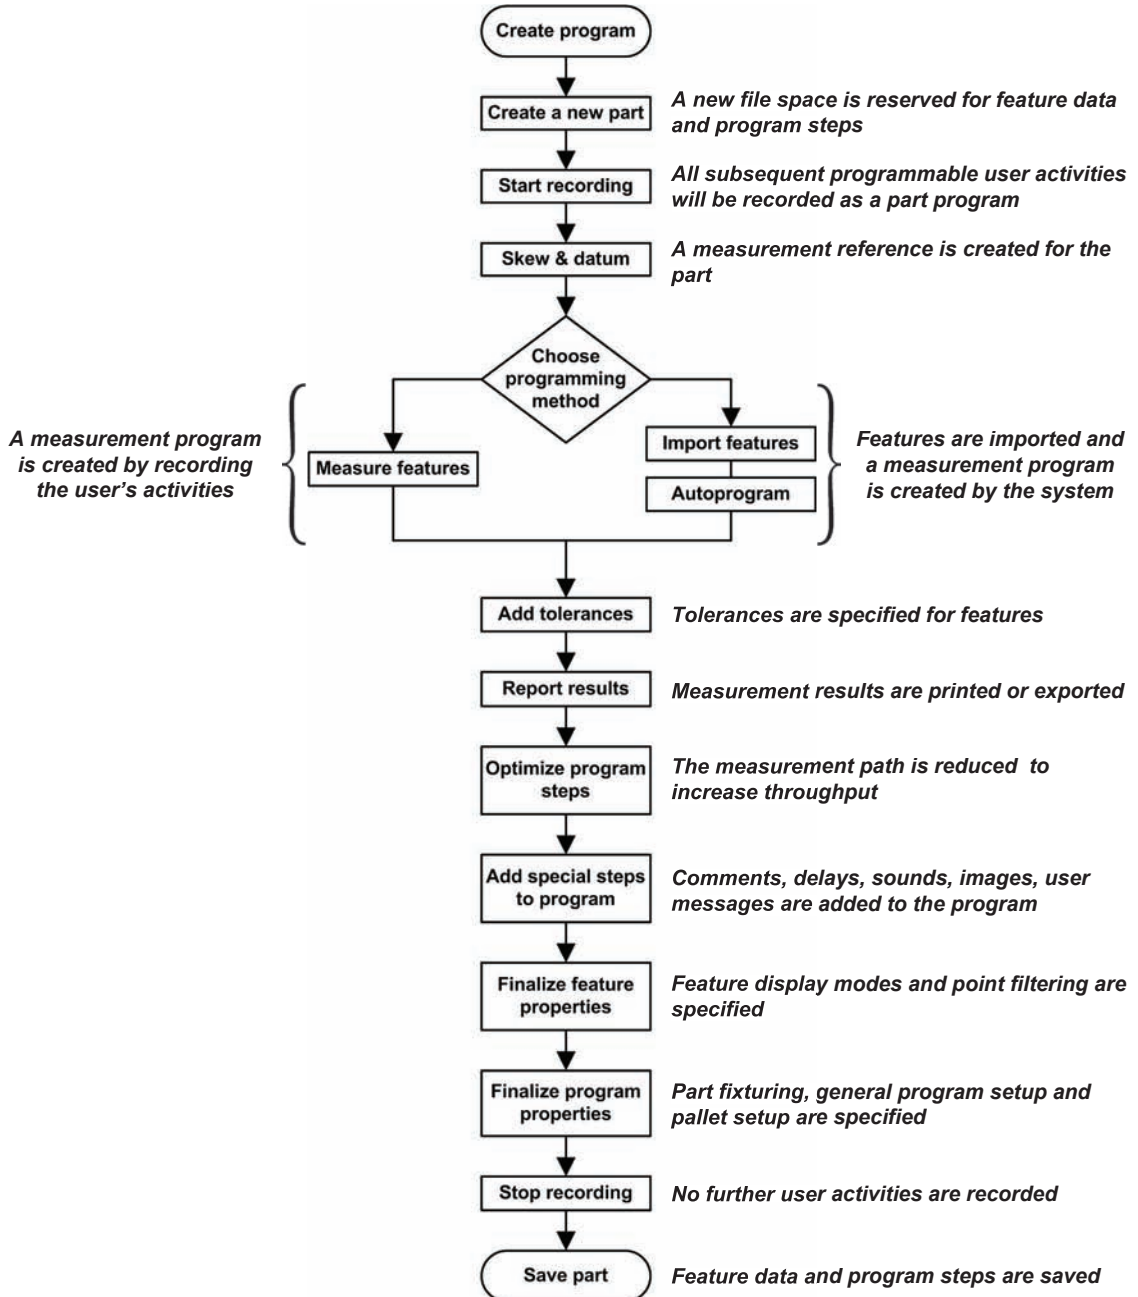 Create program
Create a new part
A new file space is reserved for feature data
and program steps
Start recording
All subsequent programmable user activities
will be recorded as a part program
Skew & datum
A measurement reference is created for the
part
Choose
programming
method
A measurement program
is created by recording
the user's activities
Measure features
Import features
Autoprogram
Features are imported and
a measurement program
is created by the system
Add tolerances
Tolerances are specified for features
Report results
Measurement results are printed or exported
Optimize program
steps
The measurement path is reduced to
increase throughput
Add special steps
to program
Comments, delays, sounds, images, user
messages are added to the program
Finalize feature
properties
Feature display modes and point filtering are
specified
Finalize program
properties
Part fixturing, general program setup and
pallet setup are specified
Stop recording
No further user activities are recorded
Save part
Feature data and program steps are saved